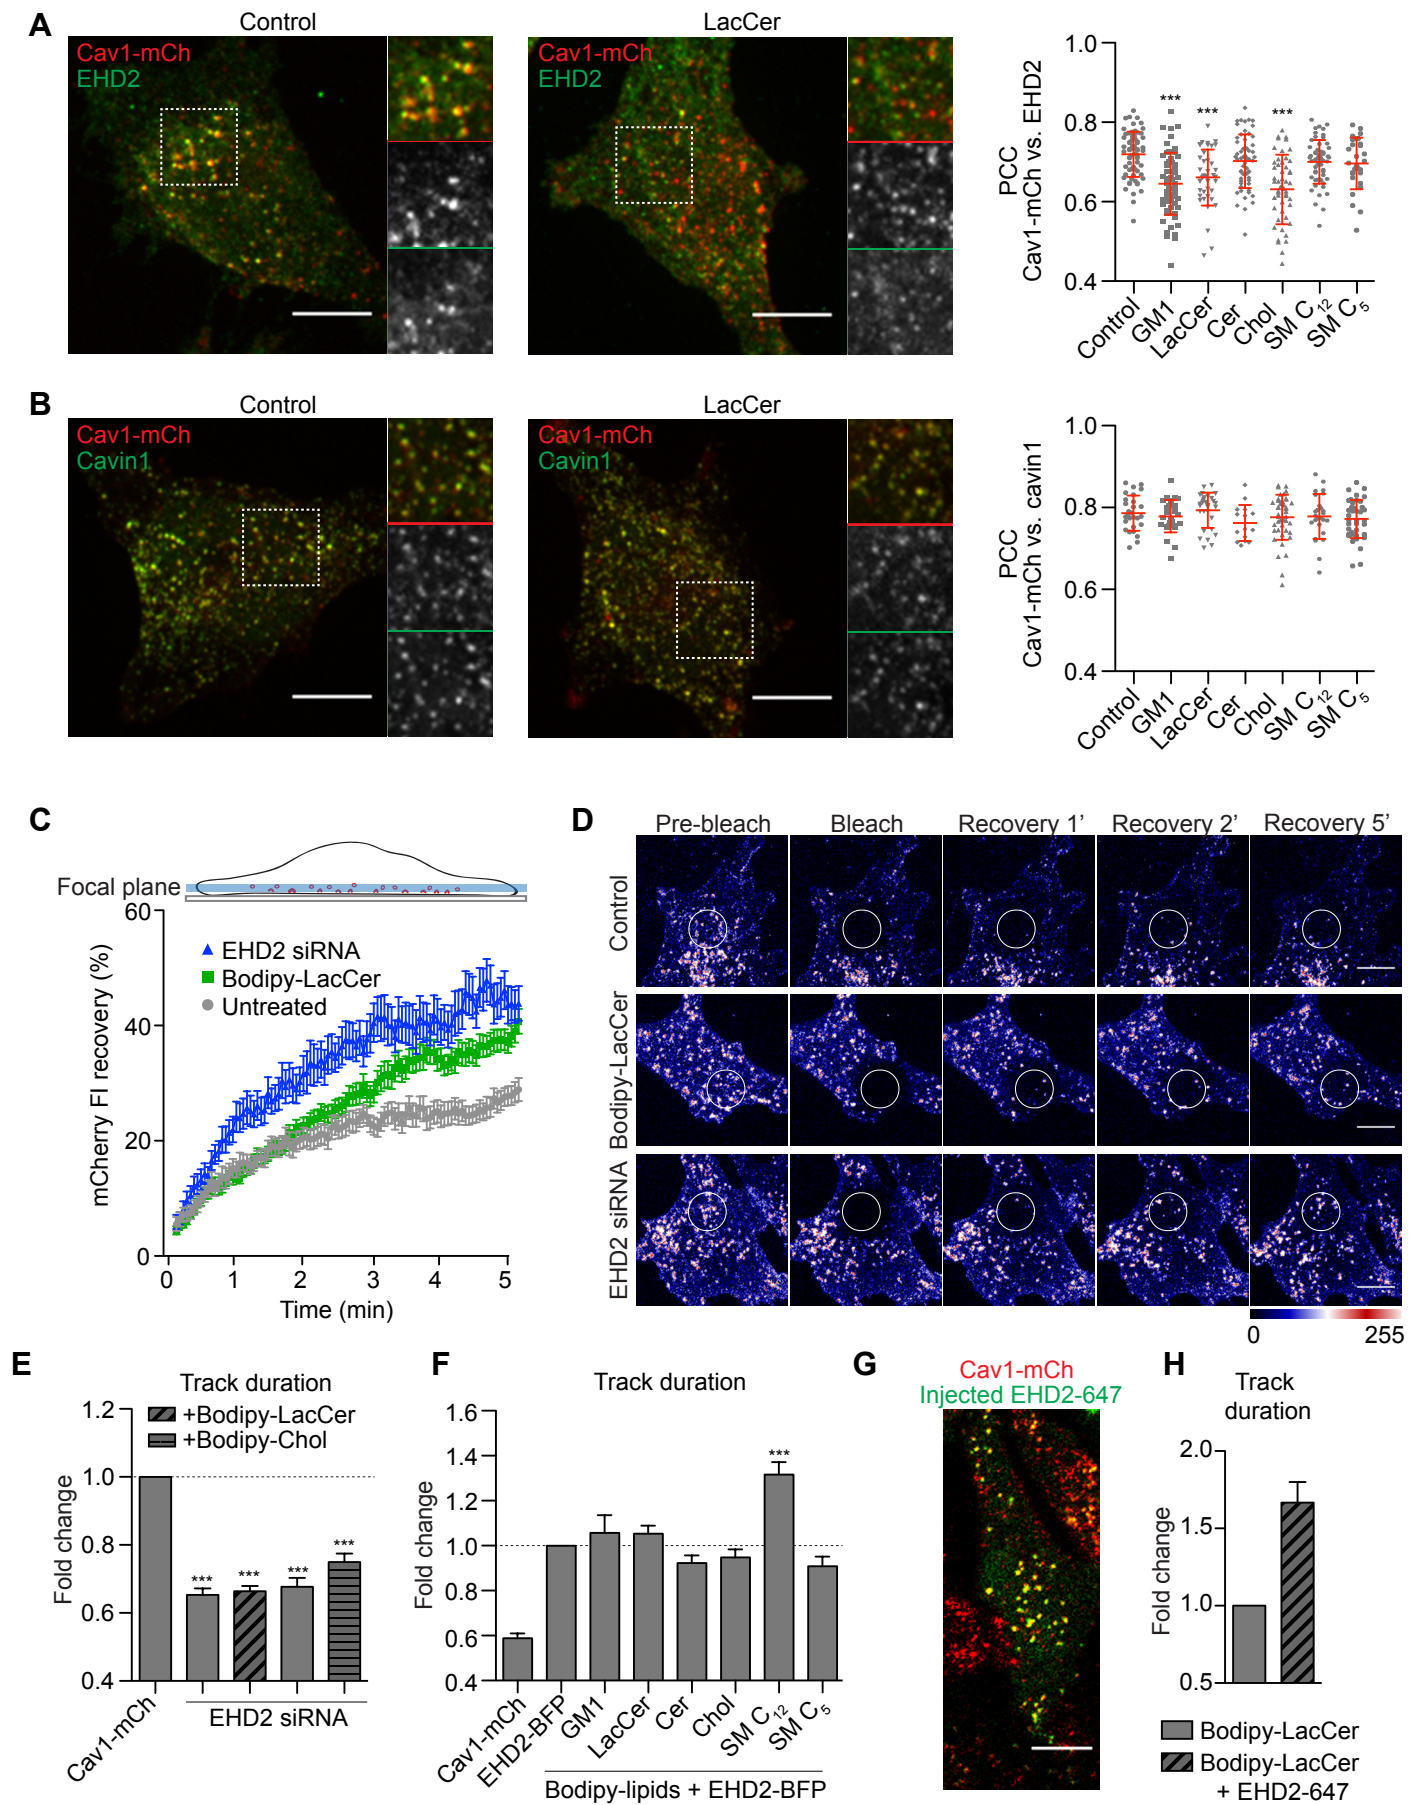 A
Control
Cav1-mCh
EHD2
LacCer
Cav1-mCh
EHD2
PCC
Cav1-mCh vs. EHD2
1.0
0.8
0.6
0.4
***
***
***
Control
GM1
LacCer
Cer
Chol
SM C12
SM C5
B
Control
Cav1-mCh
Cavin1
LacCer
Cav1-mCh
Cavin1
PCC
Cav1-mCh vs. cavin1
1.0
0.8
0.6
0.4
Control
GM1
LacCer
Cer
Chol
SM C12
SM C5
C
Focal plane
mCherry FI recovery (%)
60
40
20
0
EHD2 siRNA
Bodipy-LacCer
Untreated
0 1 2 3 4 5
Time (min)
D
Pre-bleach
Bleach
Recovery 1’
Recovery 2’
Recovery 5’
Control
Bodipy-LacCer
EHD2 siRNA
0
255
E
Track duration
+Bodipy-LacCer
+Bodipy-Chol
Fold change
1.2
1.0
0.8
0.6
0.4
***
***
***
***
Cav1-mCh
EHD2 siRNA
F
Track duration
Fold change
1.6
1.4
1.2
1.0
0.8
0.6
0.4
***
Cav1-mCh
EHD2-BFP
GM1
LacCer
Cer
Chol
SM C12
SM C5
Bodipy-lipids + EHD2-BFP
G
Cav1-mCh
Injected EHD2-647
H
Track
duration
Fold change
2.0
1.5
1.0
0.5
Bodipy-LacCer
Bodipy-LacCer
+ EHD2-647